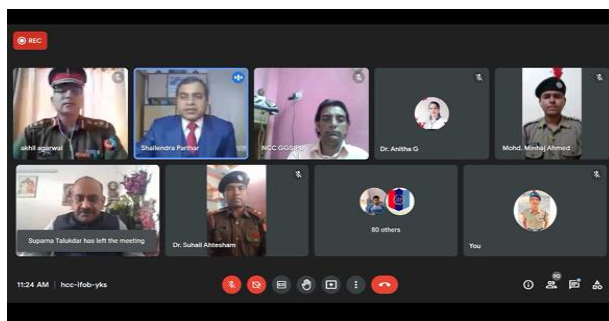 REC
akhil agarwal
Shailendra Parihar
NCC GGSIPU
Dr. Anitha G
Mohd. Minhaj Ahmed
Suparna Talukdar has left the meeting
Dr. Suhail Ahtesham
80 others
You
11:24 AM | hcc-ifob-yks